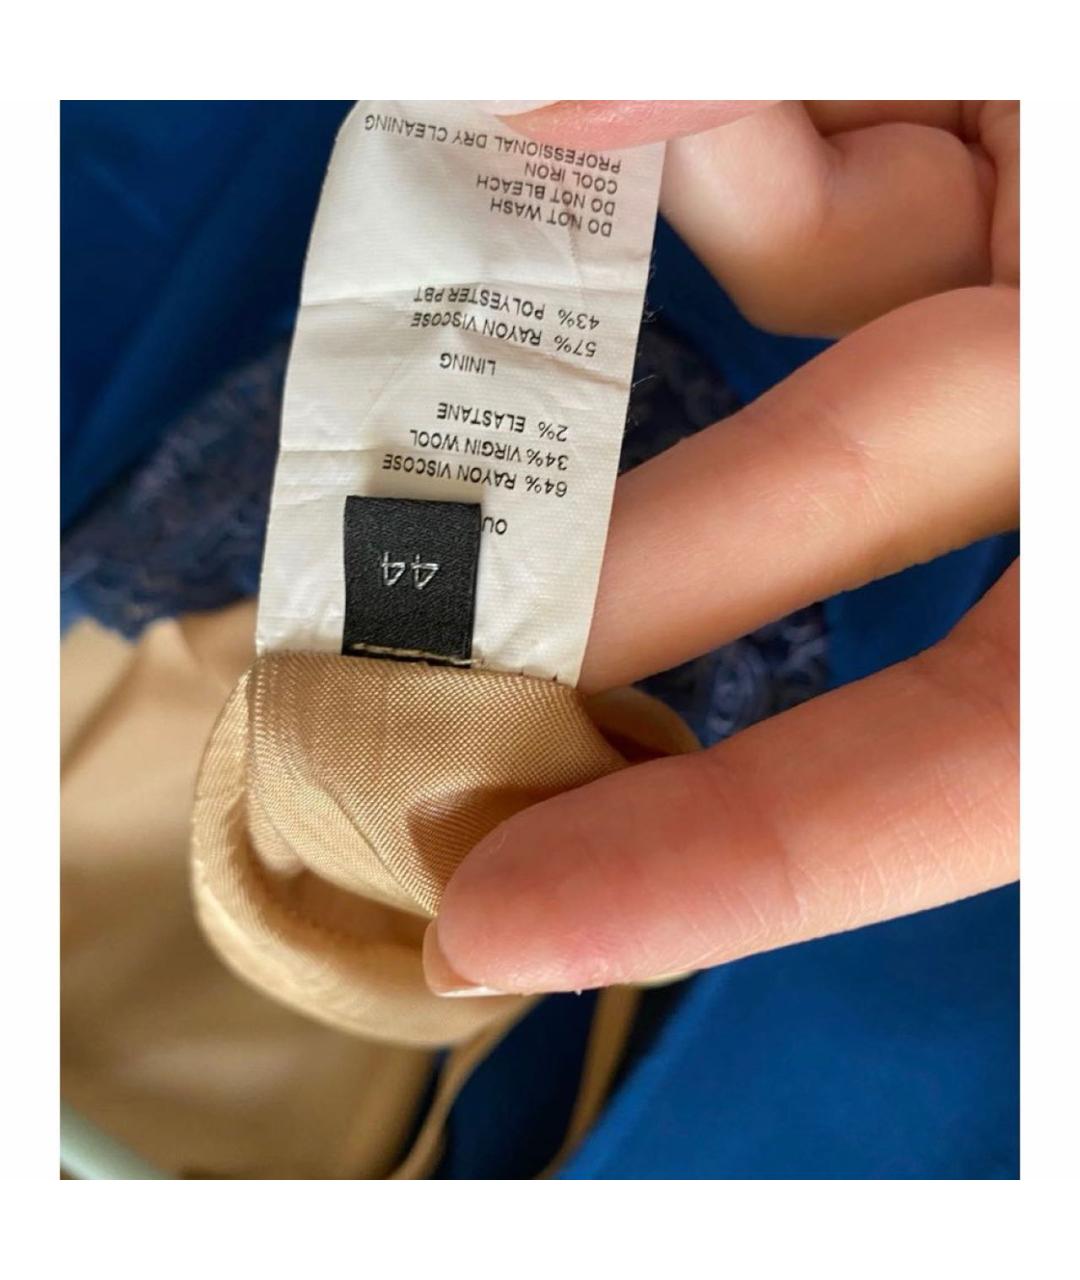 44
OU
64% RAYON VISCOSE
34% VIRGIN WOOL
2% ELASTANE
LINING
57% RAYON VISCOSE
43% POLYESTER PBT
DO NOT WASH
DO NOT BLEACH
COOL IRON
PROFESSIONAL DRY CLEANING